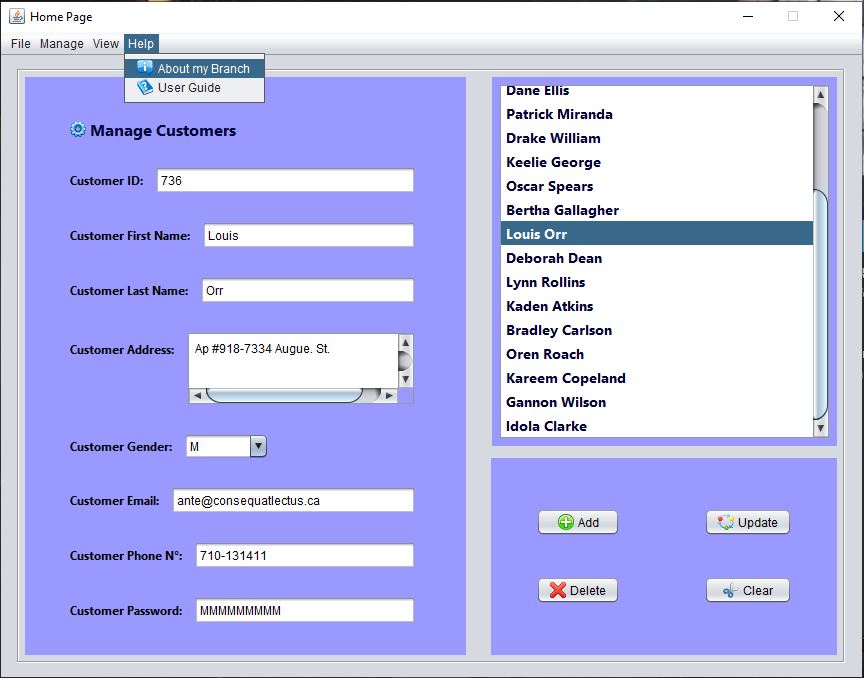 Home Page
File Manage View Help
About my Branch
User Guide
Manage Customers
Customer ID: 736
Customer First Name: Louis
Customer Last Name: Orr
Customer Address: Ap #918-7334 Augue. St.
Customer Gender: M
Customer Email: ante@consequatlectus.ca
Customer Phone N°: 710-131411
Customer Password: MMMMMMMMM
Dane Ellis
Patrick Miranda
Drake William
Keelie George
Oscar Spears
Bertha Gallagher
Louis Orr
Deborah Dean
Lynn Rollins
Kaden Atkins
Bradley Carlson
Oren Roach
Kareem Copeland
Gannon Wilson
Idola Clarke
Add
Update
Delete
Clear